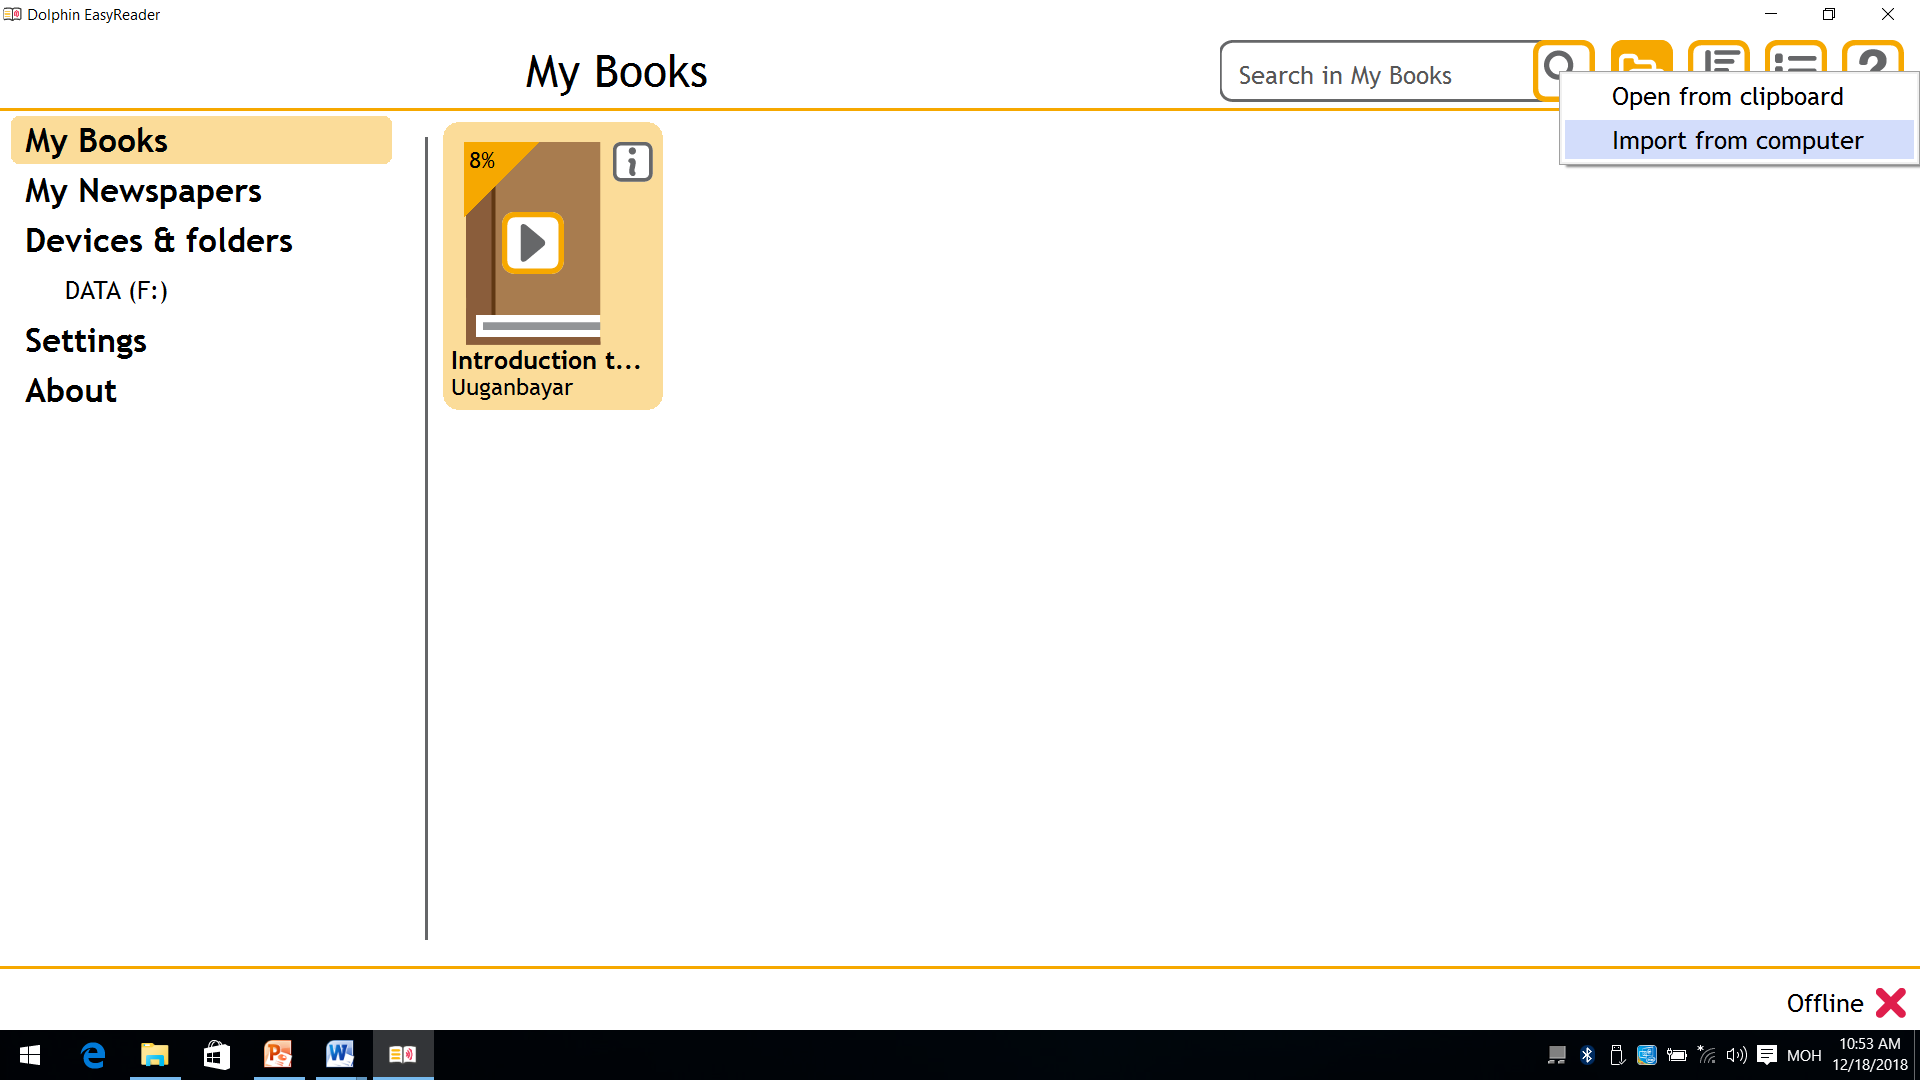 Dolphin EasyReader
My Books
Search in My Books
Open from clipboard
Import from computer
My Books
My Newspapers
Devices & folders
DATA (F:)
Settings
About
8%
Introduction t...
Uuganbayar
Offline
МОН
10:53 AM
12/18/2018